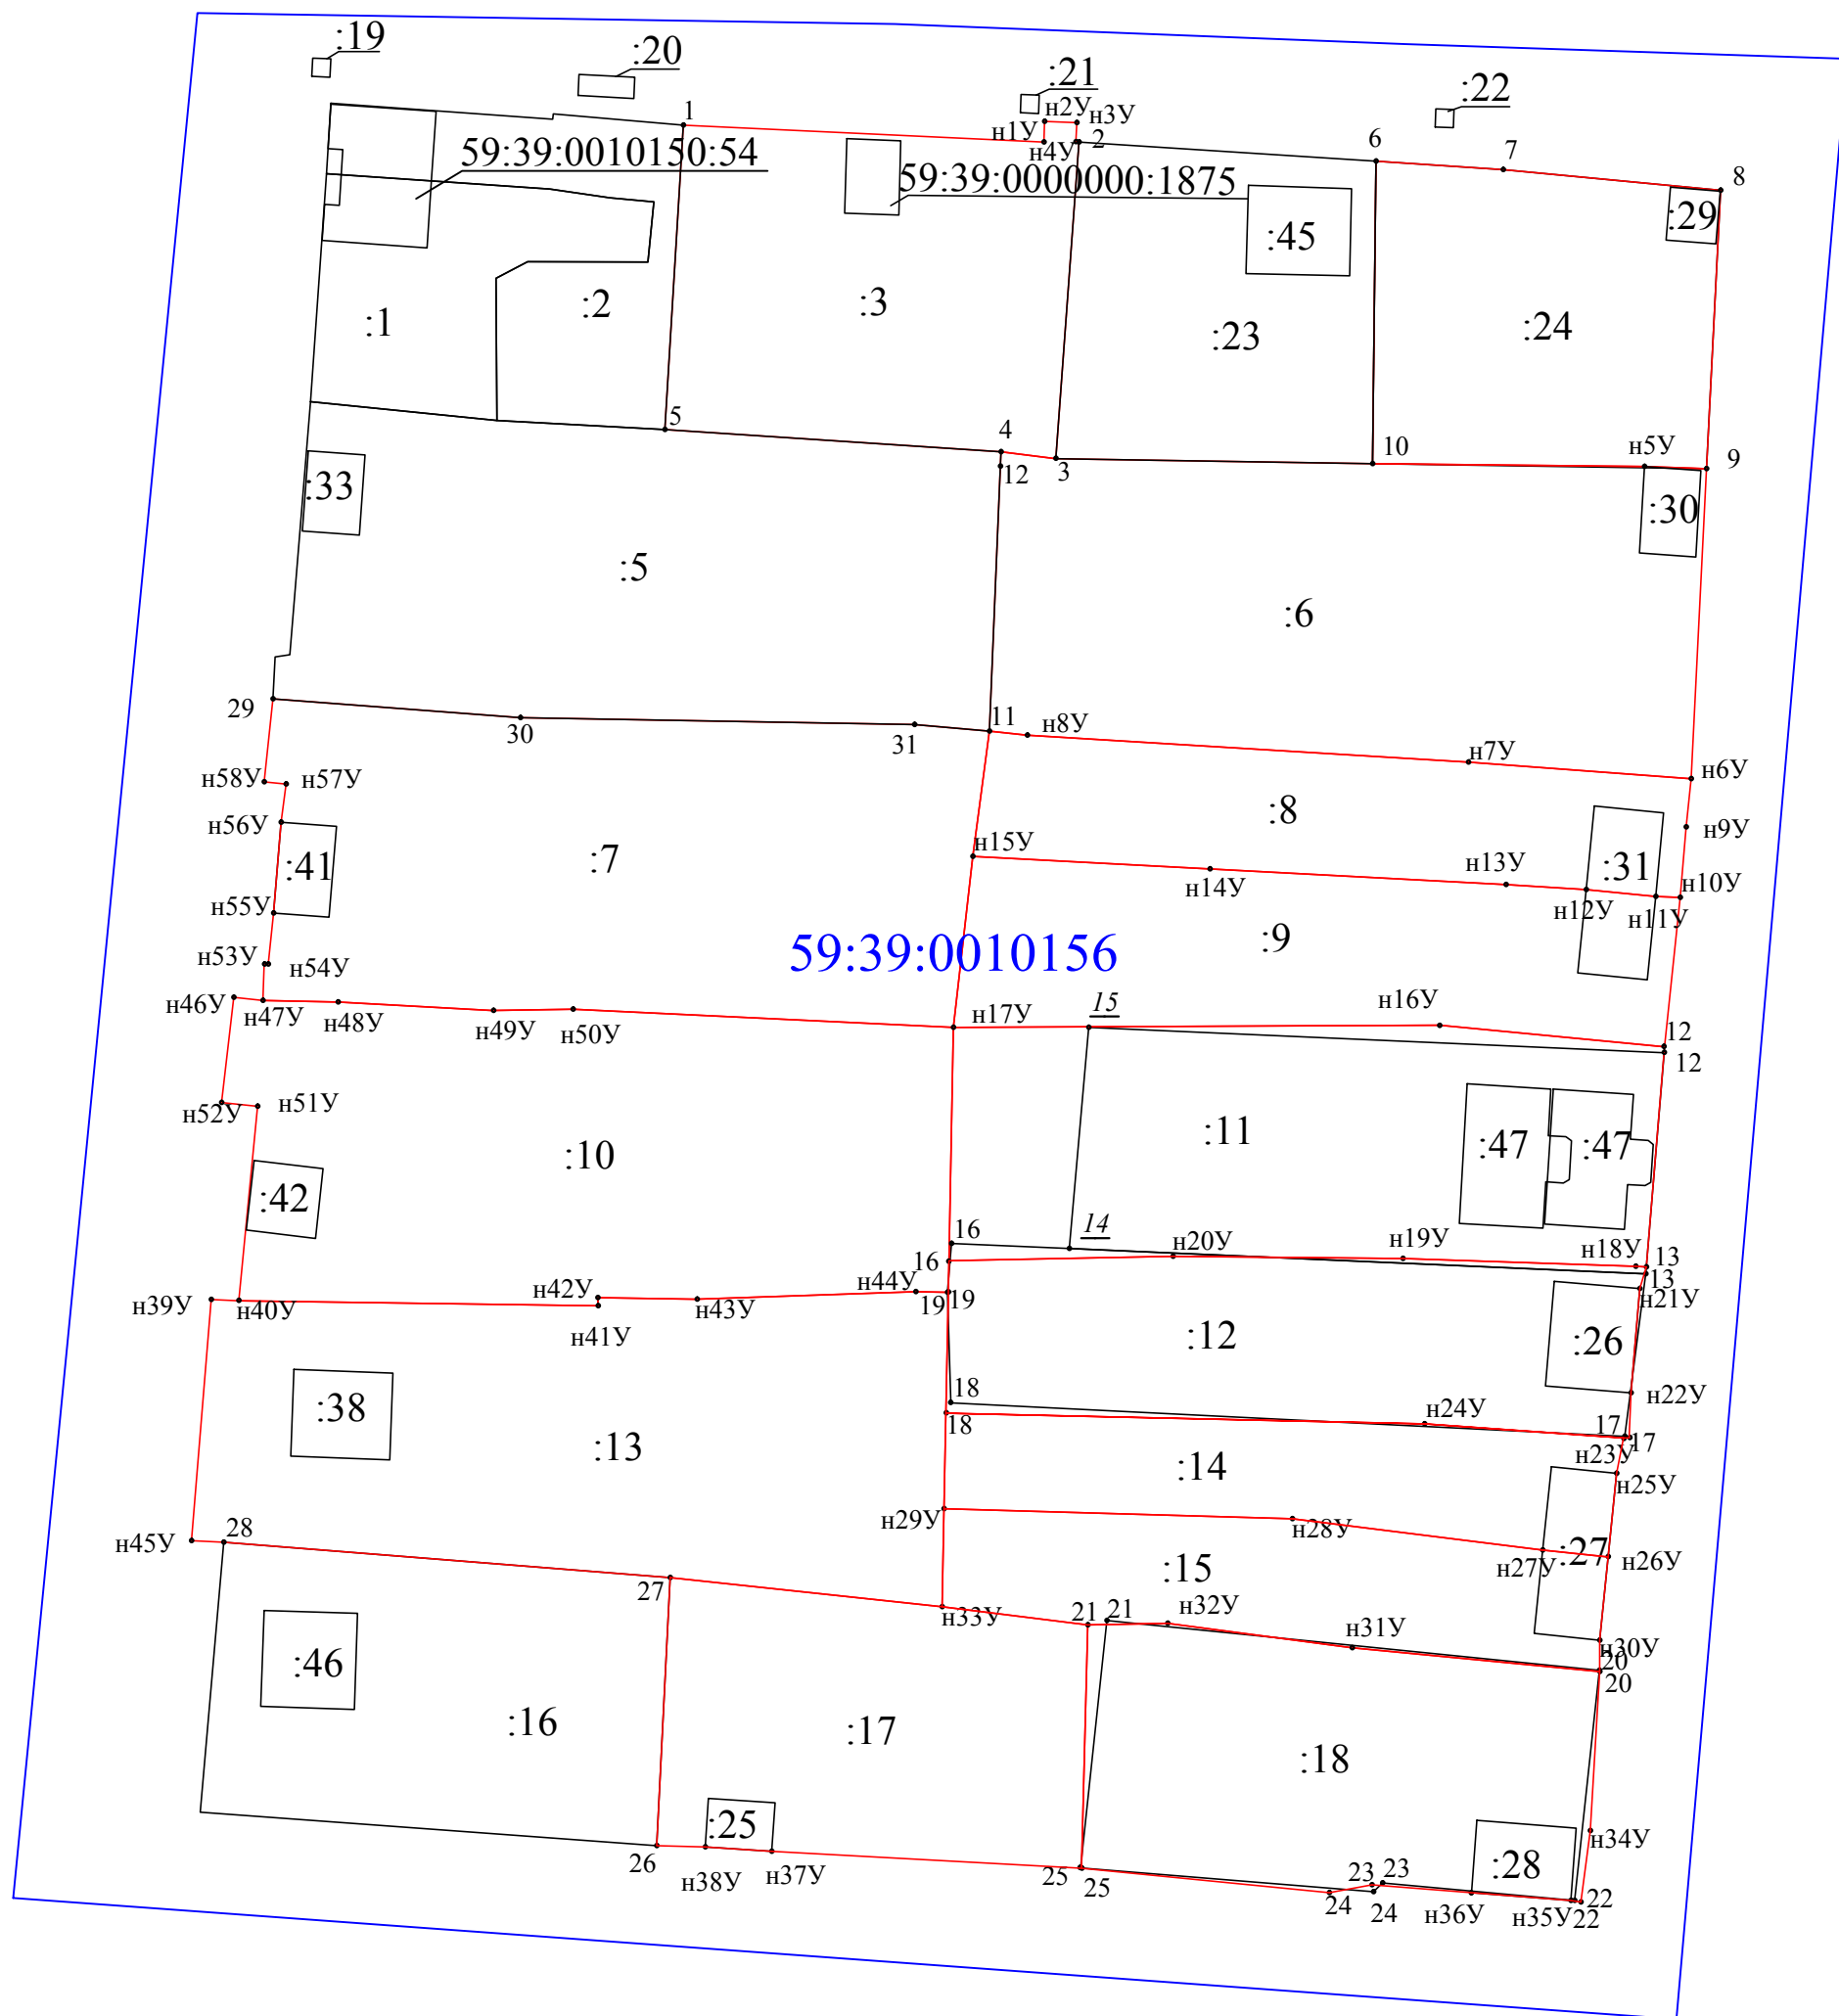 :19
:20
:21
:22
1
н1У
н2У
н3У
н4У
2
6
7
8
59:39:0010150:54
59:39:0000000:1875
:29
:45
:1
:2
:3
:23
:24
5
4
12
3
10
н5У
9
:33
:30
:5
:6
29
30
31
11
н8У
н7У
н6У
н58У
н57У
н56У
:41
:7
:8
н9У
н15У
н14У
н13У
н12У
:31
н11У
н10У
н55У
:9
59:39:0010156
н53У
н54У
н46У
н47У
н48У
н49У
н50У
н17У
15
н16У
12
12
н52У
н51У
:10
:11
:47
:47
:42
16
16
14
н20У
н19У
н18У
13
13
н39У
н40У
н42У
н41У
н43У
н44У
19
19
н21У
:12
:26
:38
18
18
н24У
н22У
17
17
н23У
:13
:14
н25У
н29У
н28У
н27У
:27
н26У
н45У
28
27
:15
н33У
21
21
н32У
н31У
н30У
20
20
:46
:16
:17
:18
:25
26
н38У
н37У
25
25
н34У
:28
23
23
24
24
н36У
н35У
22
22